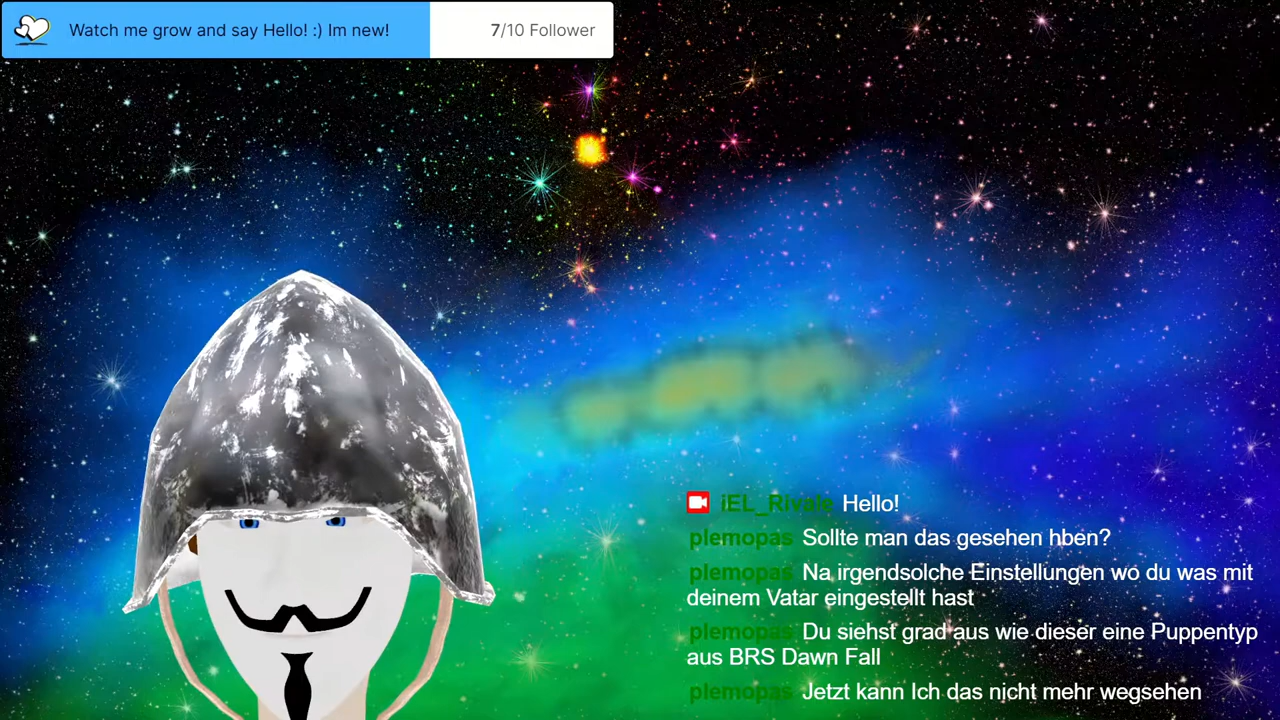 Watch me grow and say Hello! :) Im new!
7/10 Follower
iEL_Rivale Hello!
plemopas Sollte man das gesehen hben?
plemopas Na irgendsolche Einstellungen wo du was mit
deinem Vatar eingestellt hast
plemopas Du siehst grad aus wie dieser eine Puppentyp
aus BRS Dawn Fall
plemopas Jetzt kann Ich das nicht mehr wegsehen